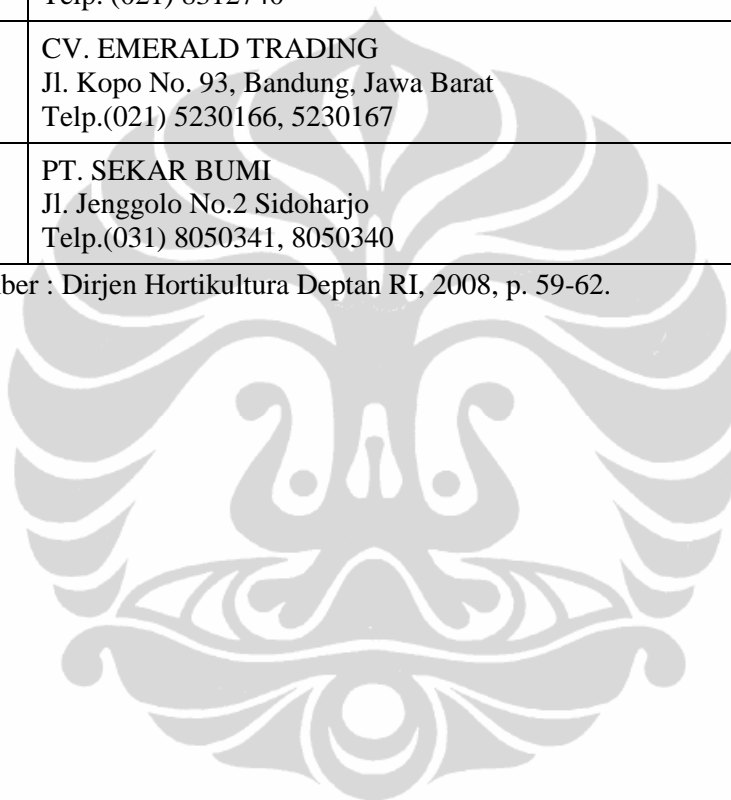 CV. EMERALD TRADING
Jl. Kopo No. 93, Bandung, Jawa Barat
Telp.(021) 5230166, 5230167
PT. SEKAR BUMI
Jl. Jenggolo No.2 Sidoharjo
Telp.(031) 8050341, 8050340
ber : Dirjen Hortikultura Deptan RI, 2008, p. 59-62.